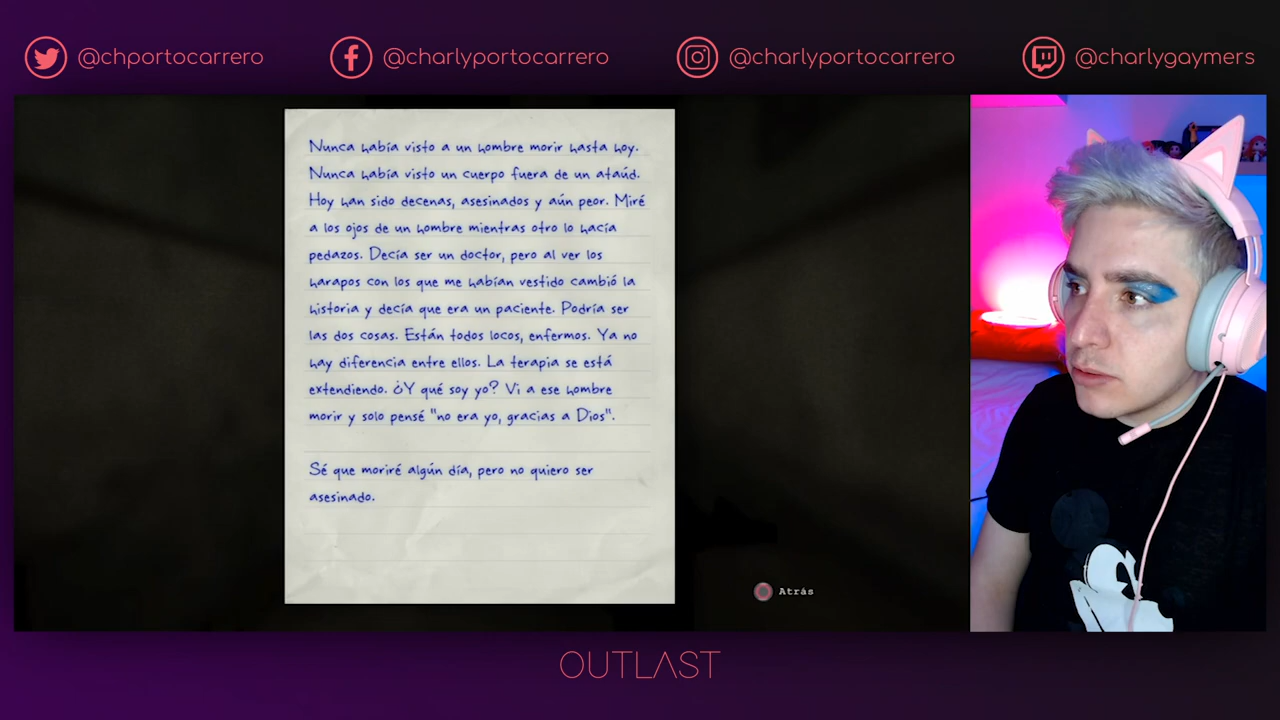 @chportocarrero
@charlyportocarrero
@charlyportocarrero
@charlygaymers
Nunca había visto a un hombre morir hasta hoy.
Nunca había visto un cuerpo fuera de un ataúd.
Hoy han sido decenas, asesinados y aún peor. Miré
a los ojos de un hombre mientras otro lo hacía
pedazos. Decía ser un doctor, pero al ver los
harapos con los que me habían vestido cambió la
historia y decía que era un paciente. Podría ser
las dos cosas. Están todos locos, enfermos. Ya no
hay diferencia entre ellos. La terapia se está
extendiendo. ¿Y qué soy yo? Vi a ese hombre
morir y solo pensé "no era yo, gracias a Dios".
Sé que moriré algún día, pero no quiero ser
asesinado.
Atrás
OUTLAST